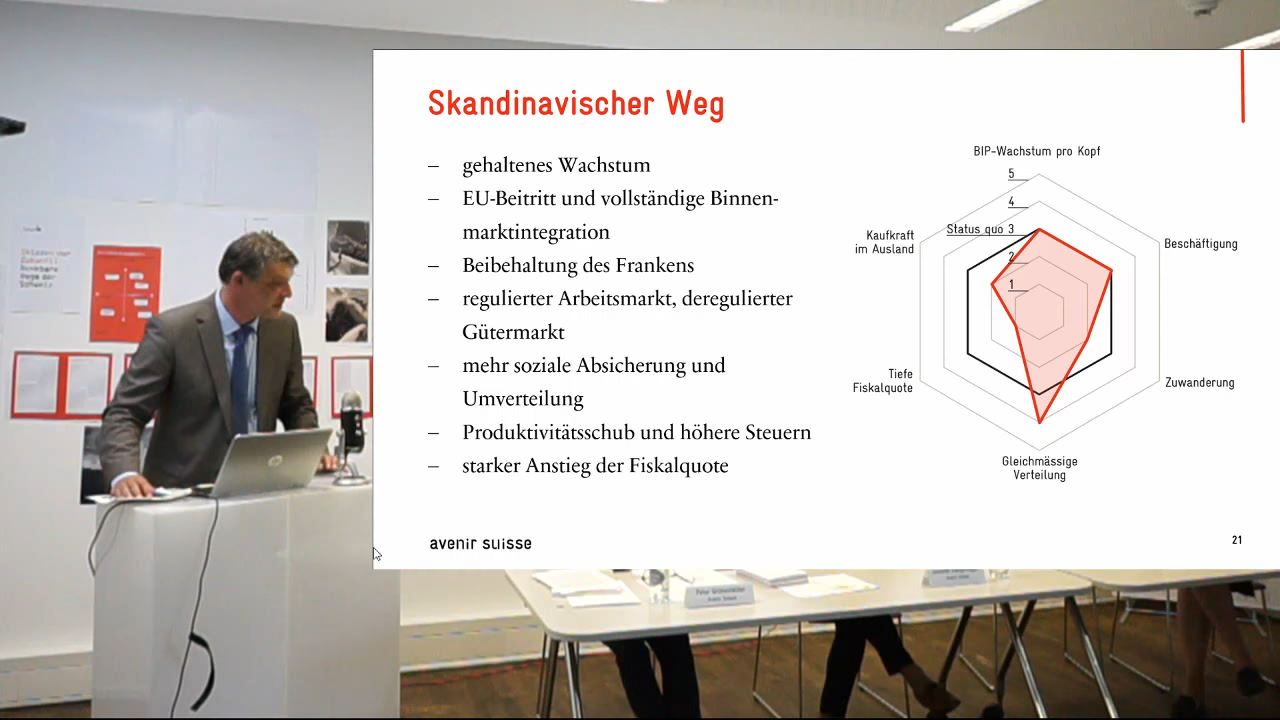 Skandinavischer Weg
– gehaltenes Wachstum
– EU-Beitritt und vollständige Binnen-
marktintegration
– Beibehaltung des Frankens
– regulierter Arbeitsmarkt, deregulierter
Gütermarkt
– mehr soziale Absicherung und
Umverteilung
– Produktivitätsschub und höhere Steuern
– starker Anstieg der Fiskalquote
BIP-Wachstum pro Kopf
5
4
Status quo 3
2
1
Kaufkraft
im Ausland
Beschäftigung
Tiefe
Fiskalquote
Zuwanderung
Gleichmässige
Verteilung
avenir suisse
21